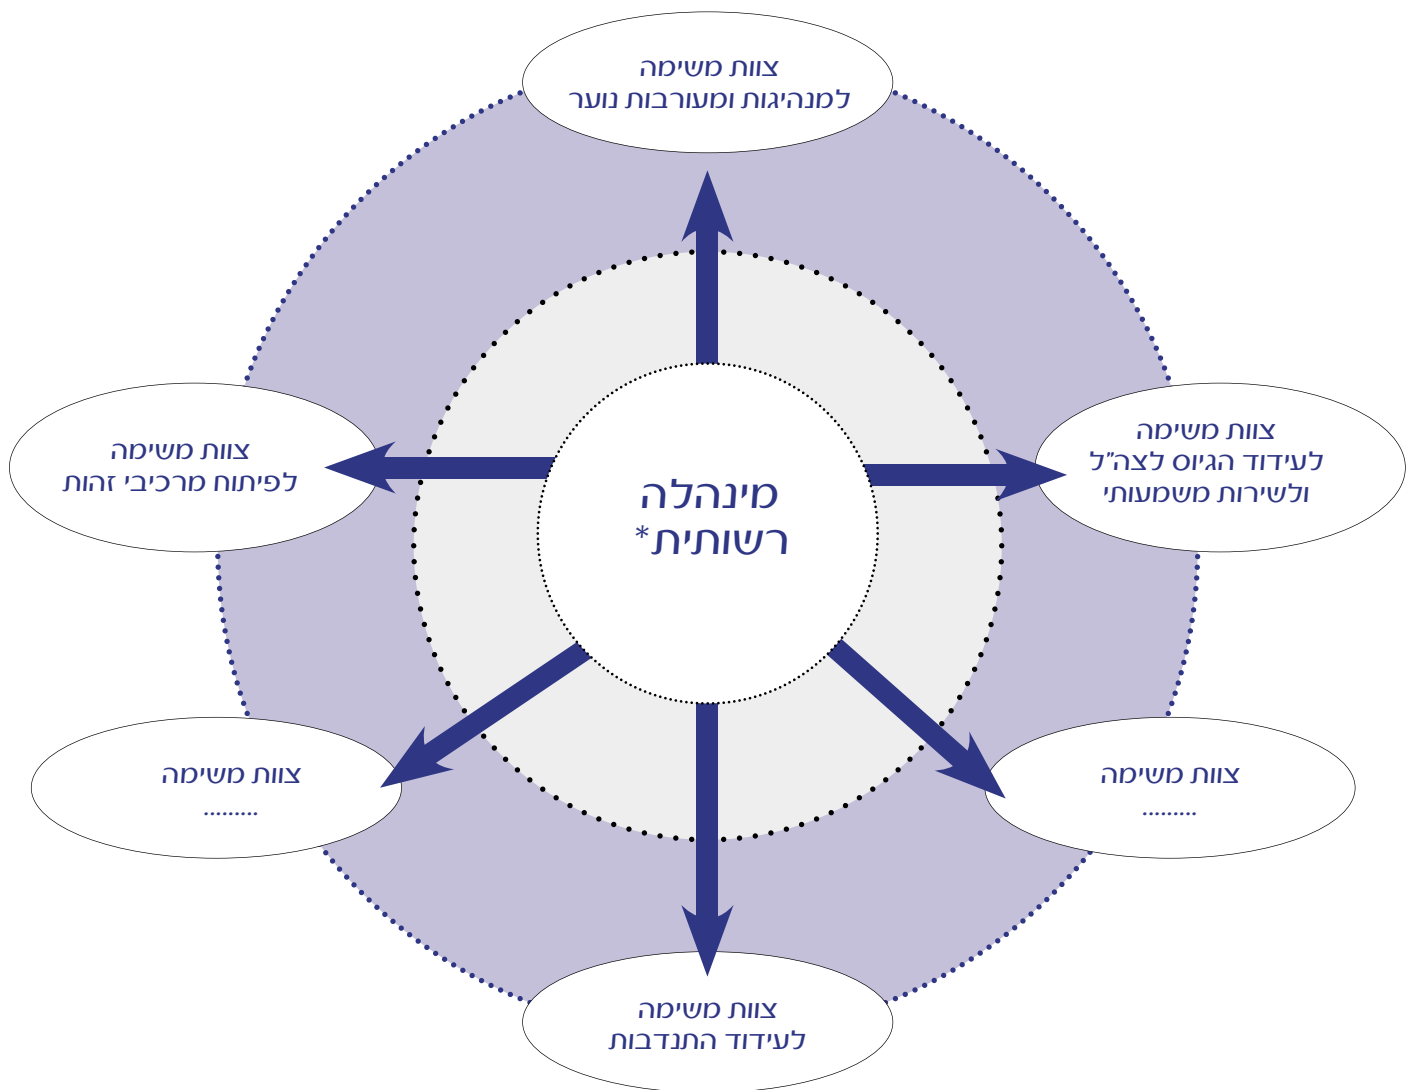 צוות משימה
למנהיגות ומעורבות נוער
צוות משימה
לעידוד הגיוס לצה"ל
ולשירות משמעותי
צוות משימה
לפיתוח מרכיבי זהות
מינהלה
רשותית*
צוות משימה
.........
צוות משימה
.........
צוות משימה
לעידוד התנדבות